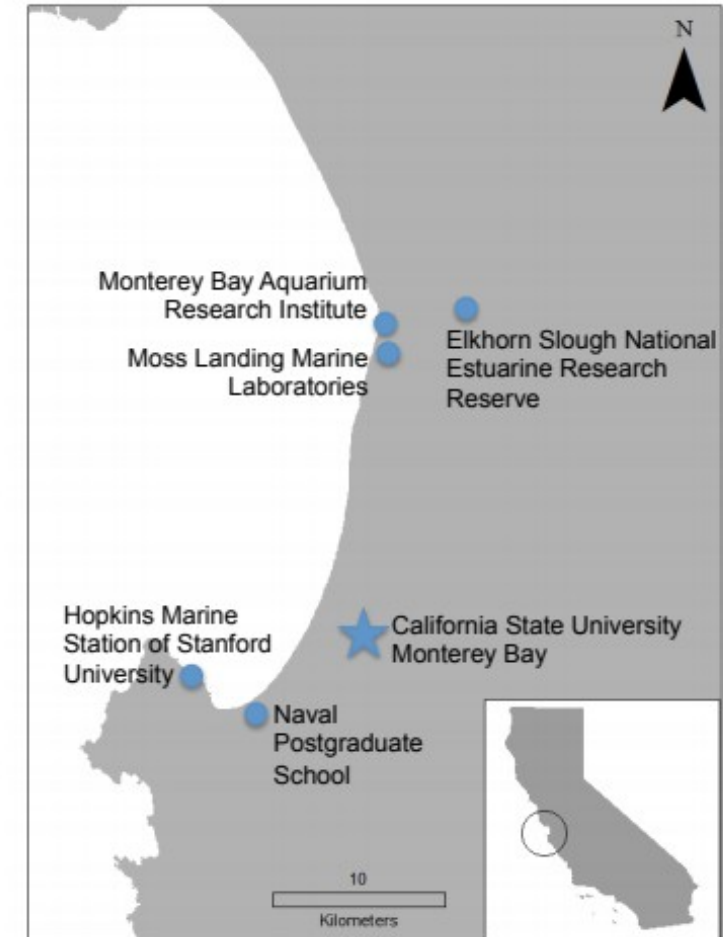 N
Monterey Bay Aquarium
Research Institute
Moss Landing Marine
Laboratories
Elkhorn Slough National
Estuarine Research
Reserve
Hopkins Marine
Station of Stanford
University
California State University
Monterey Bay
Naval
Postgraduate
School
10
Kilometers